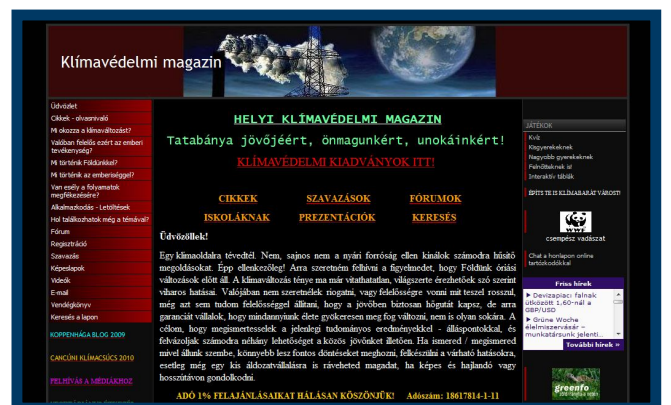 Klímavédelmi magazin
Üdvözlet
Cikkek - olvasnivaló
Mi okozza a klímaváltozást?
Valóban felelős ezért az emberi
tevékenység?
Mi történik Földünkkel?
Mi történik az emberiséggel?
Van esély a folyamatok
megfékezésére?
Alkalmazkodás - Letöltések
Hol találkozhatok még a témával?
Fórum
Regisztráció
Szavazás
Képeslapok
Videók
E-mail
Vendégkönyv
Keresés a lapon
KOPPENHÁGA BLOG 2009
CANCÚNI KLÍMACSÚCS 2010
FELHÍVÁS A MÉDIÁKHOZ
HELYI KLÍMAVÉDELMI MAGAZIN
Tatabánya jövőjéért, önmagunkért, unokáinkért!
KLÍMAVÉDELMI KIADVÁNYOK ITT!
CIKKEK SZAVAZÁSOK FÓRUMOK
ISKOLÁKNAK PREZENTÁCIÓK KERESÉS
Üdvözöllek!
Egy klímaoldalra tévedtél. Nem, sajnos nem a nyári forróság ellen kínálok számodra hűsítő
megoldásokat. Épp ellenkezőleg! Arra szeretném felhívni a figyelmedet, hogy Földünk óriási
változások előtt áll. A klímaváltozás ténye ma már vitathatatlan, világszerte érezhetőek szó szerint
viharos hatásai. Valójában nem szeretnélek riogatni, vagy felelősségre vonni mit teszel rosszul,
még azt sem tudom felelősséggel állítani, hogy a jövőben biztosan hőgutát kapsz, de arra
garanciát vállalok, hogy mindannyiunk élete gyökeresen meg fog változni, nem is olyan sokára. A
célom, hogy megismertesselek a jelenlegi tudományos eredményekkel - álláspontokkal, és
felvázoljak számodra néhány lehetőséget a közös jövőnket illetően. Ha ismered / megismered
mivel állunk szembe, könnyebb lesz fontos döntéseket meghozni, felkészülni a várható hatásokra,
esetleg még egy kis áldozatvállalásra is ráveheted magadat, ha képes és hajlandó vagy
hosszútávon gondolkodni.
ADÓ 1% FELAJÁNLÁSAIKAT HÁLÁSAN KÖSZÖNJÜK! Adószám: 18617814-1-11
JÁTÉKOK
Kvíz
Kisgyerekeknek
Nagyobb gyerekeknek
Felnőtteknek is!
Interaktív táblák
ÉPÍTS TE IS KLÍMABARÁT VÁROST!
WWF
csempész vadászat
Chat a honlapon online
tartózkodókkal
Friss hírek
Devizapiaci falnak
ütközött 1,60-nál a
GBP/USD
Grüne Woche
élelmiszervásár –
munkatársunk jelenti...
További hírek »
greenfo